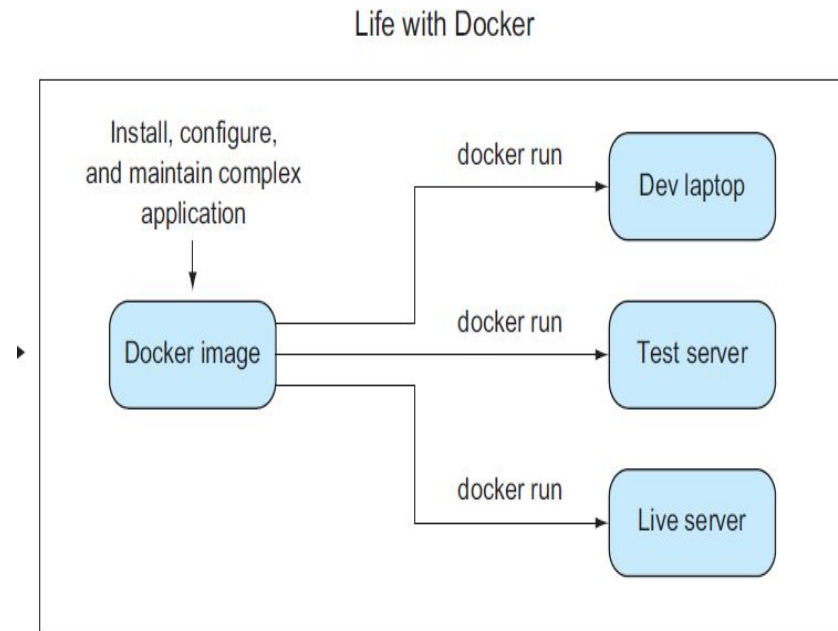 Life with Docker
Install, configure,
and maintain complex
application
docker run
Dev laptop
Docker image
docker run
Test server
docker run
Live server